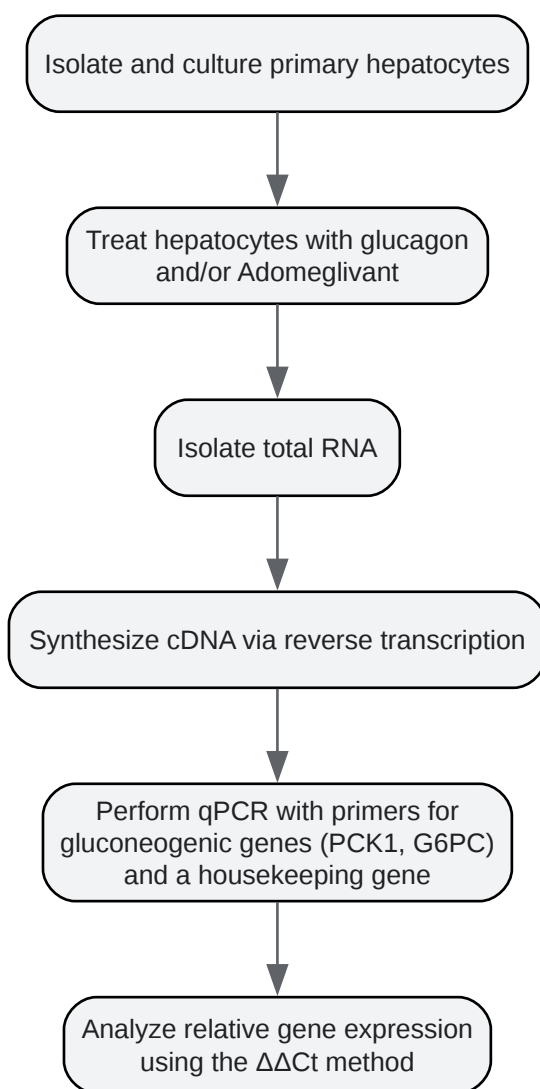 Isolate and culture primary hepatocytes
Treat hepatocytes with glucagon
and/or Adomeglivant
Isolate total RNA
Synthesize cDNA via reverse transcription
Perform qPCR with primers for
gluconeogenic genes (PCK1, G6PC)
and a housekeeping gene
Analyze relative gene expression
using the ΔΔCt method